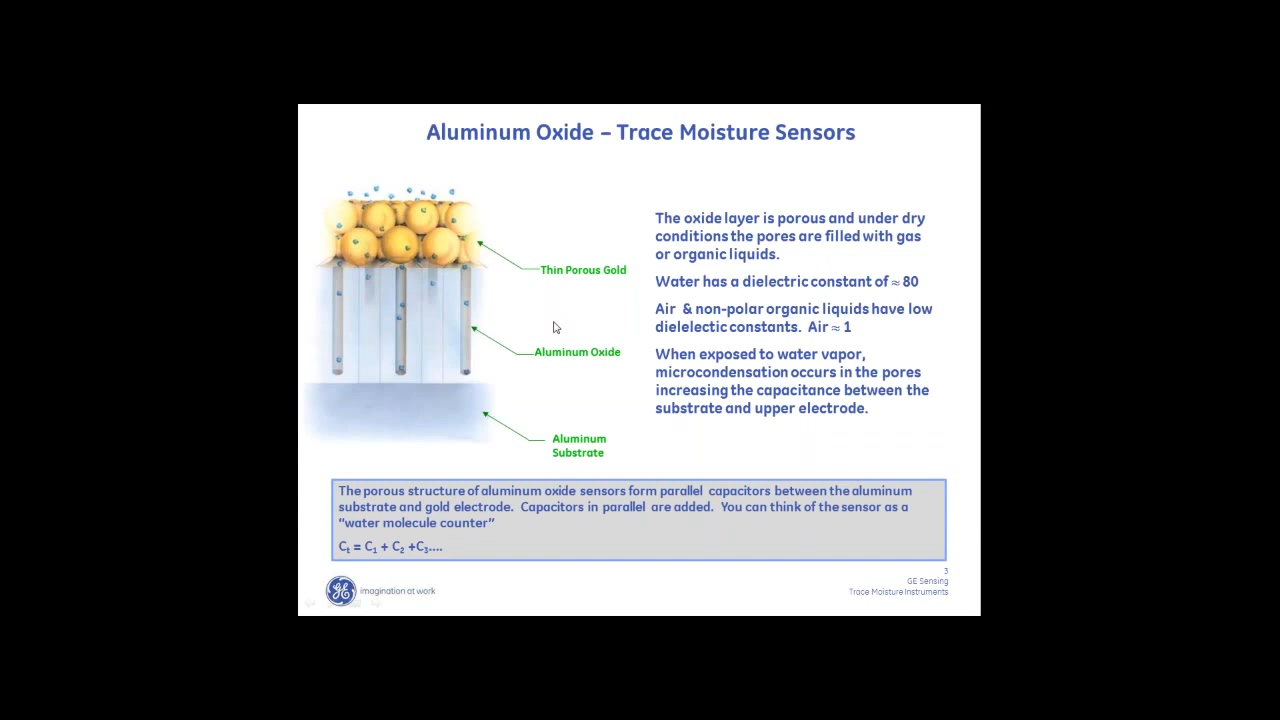 Aluminum Oxide – Trace Moisture Sensors
Thin Porous Gold
Aluminum Oxide
Aluminum
Substrate
The oxide layer is porous and under dry
conditions the pores are filled with gas
or organic liquids.
Water has a dielectric constant of ≈ 80
Air & non-polar organic liquids have low
dielelectic constants. Air ≈ 1
When exposed to water vapor,
microcondensation occurs in the pores
increasing the capacitance between the
substrate and upper electrode.
The porous structure of aluminum oxide sensors form parallel capacitors between the aluminum
substrate and gold electrode. Capacitors in parallel are added. You can think of the sensor as a
"water molecule counter"
Cₜ = C₁ + C₂ +C₃....
GE imagination at work
3
GE Sensing
Trace Moisture Instruments